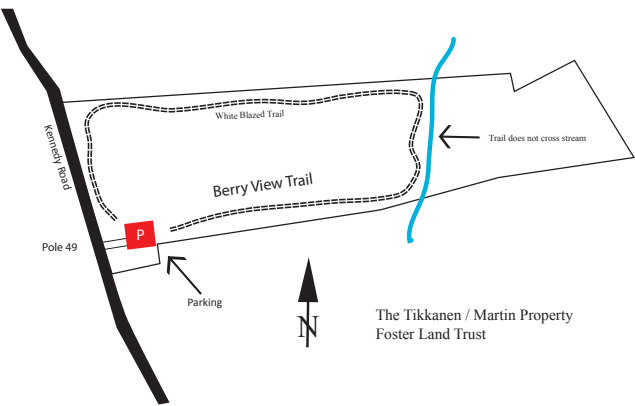 White Blazed Trail
Trail does not cross stream
Kennedy Road
Berry View Trail
P
Pole 49
Parking
N
The Tikkanen / Martin Property
Foster Land Trust